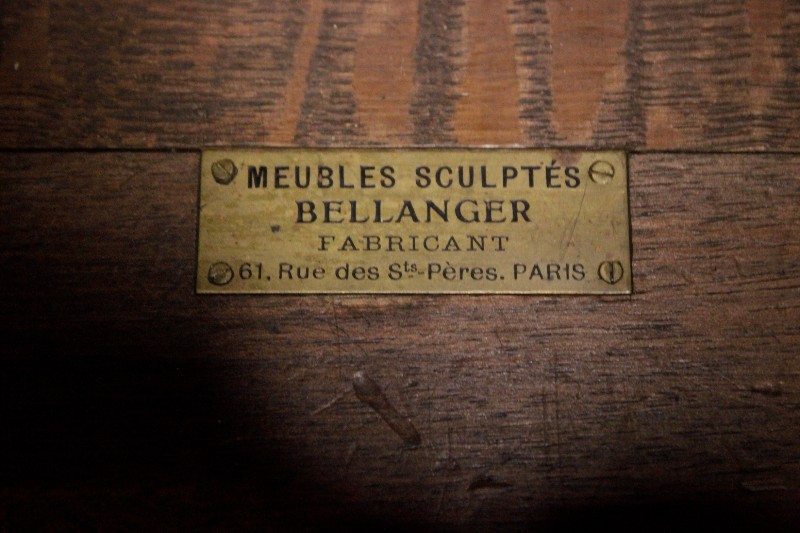 MEUBLES SCULPTÉS
BELLANGER
FABRICANT
61, Rue des Sts-Pères. PARIS